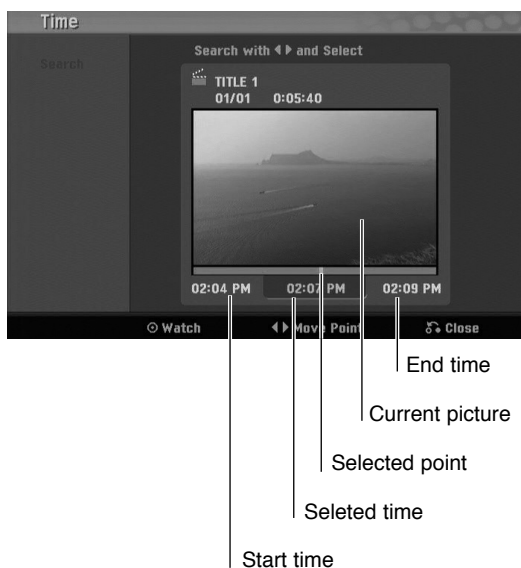 Time
Search
Search with ◀ ▶ and Select
TITLE 1
01/01 0:05:40
02:04 PM 02:07 PM 02:09 PM
⊙ Watch ◀ ▶ Move Point Close
End time
Current picture
Selected point
Seleted time
Start time